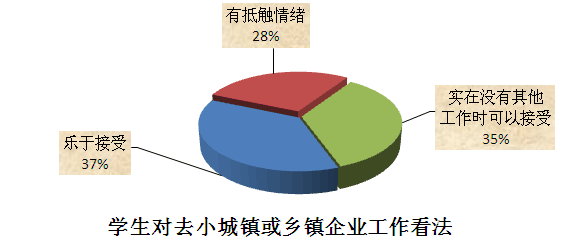 有抵触情绪
28%
实在没有其他
工作时可以接受
35%
乐于接受
37%
学生对去小城镇或乡镇企业工作看法